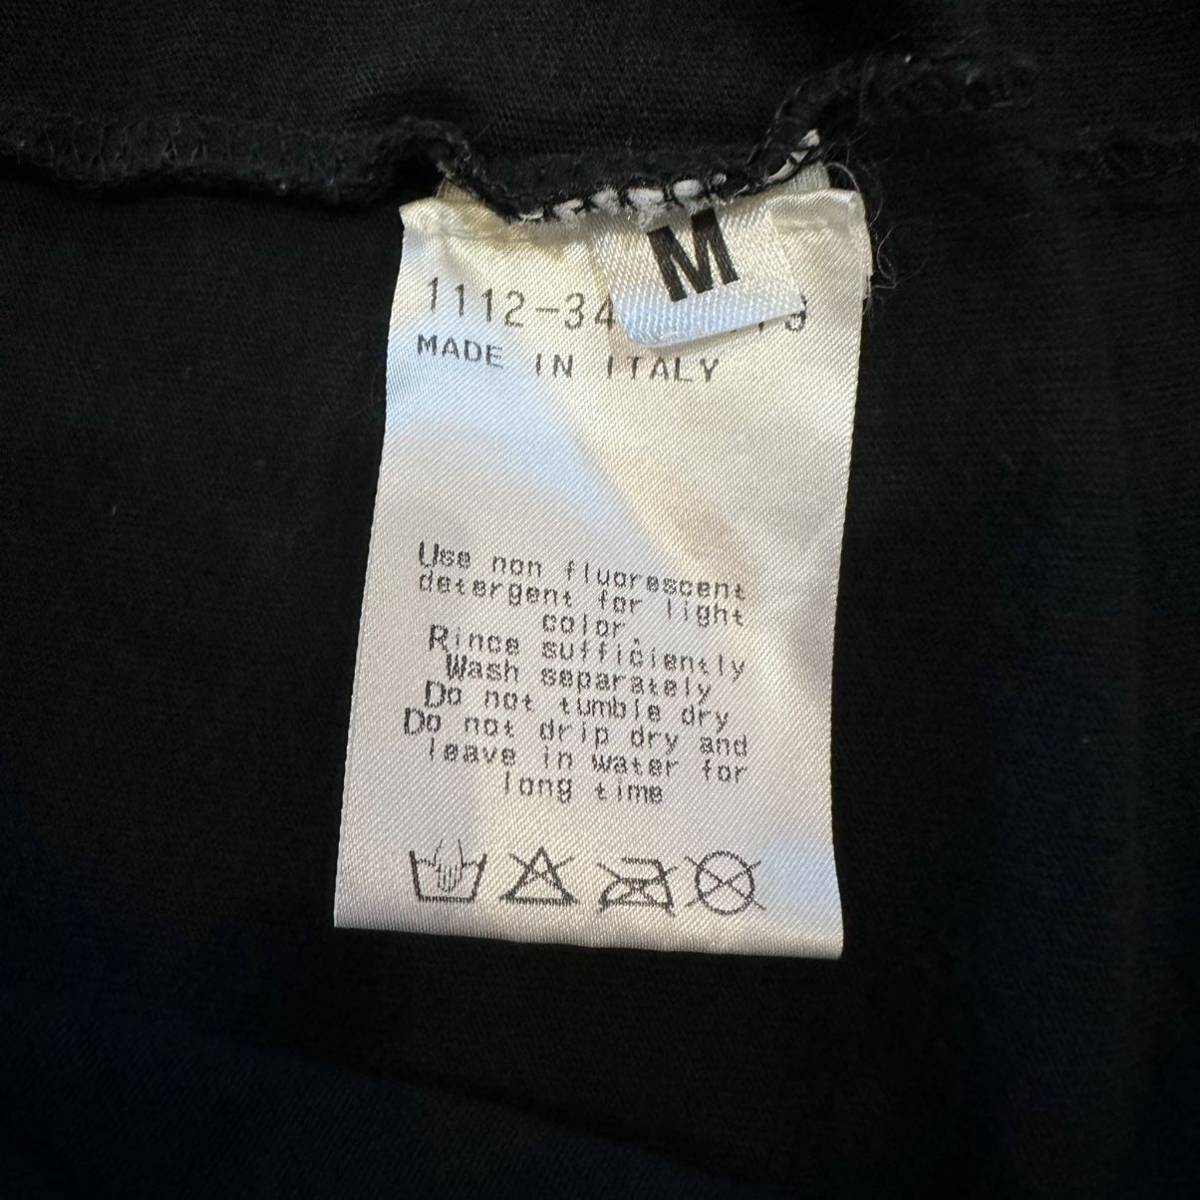 M
1112-34
MADE IN ITALY
Use non fluorescent
detergent for light
color.
Rince sufficiently
Wash separately
Do not tumble dry
Do not drip dry and
leave in water for
long time